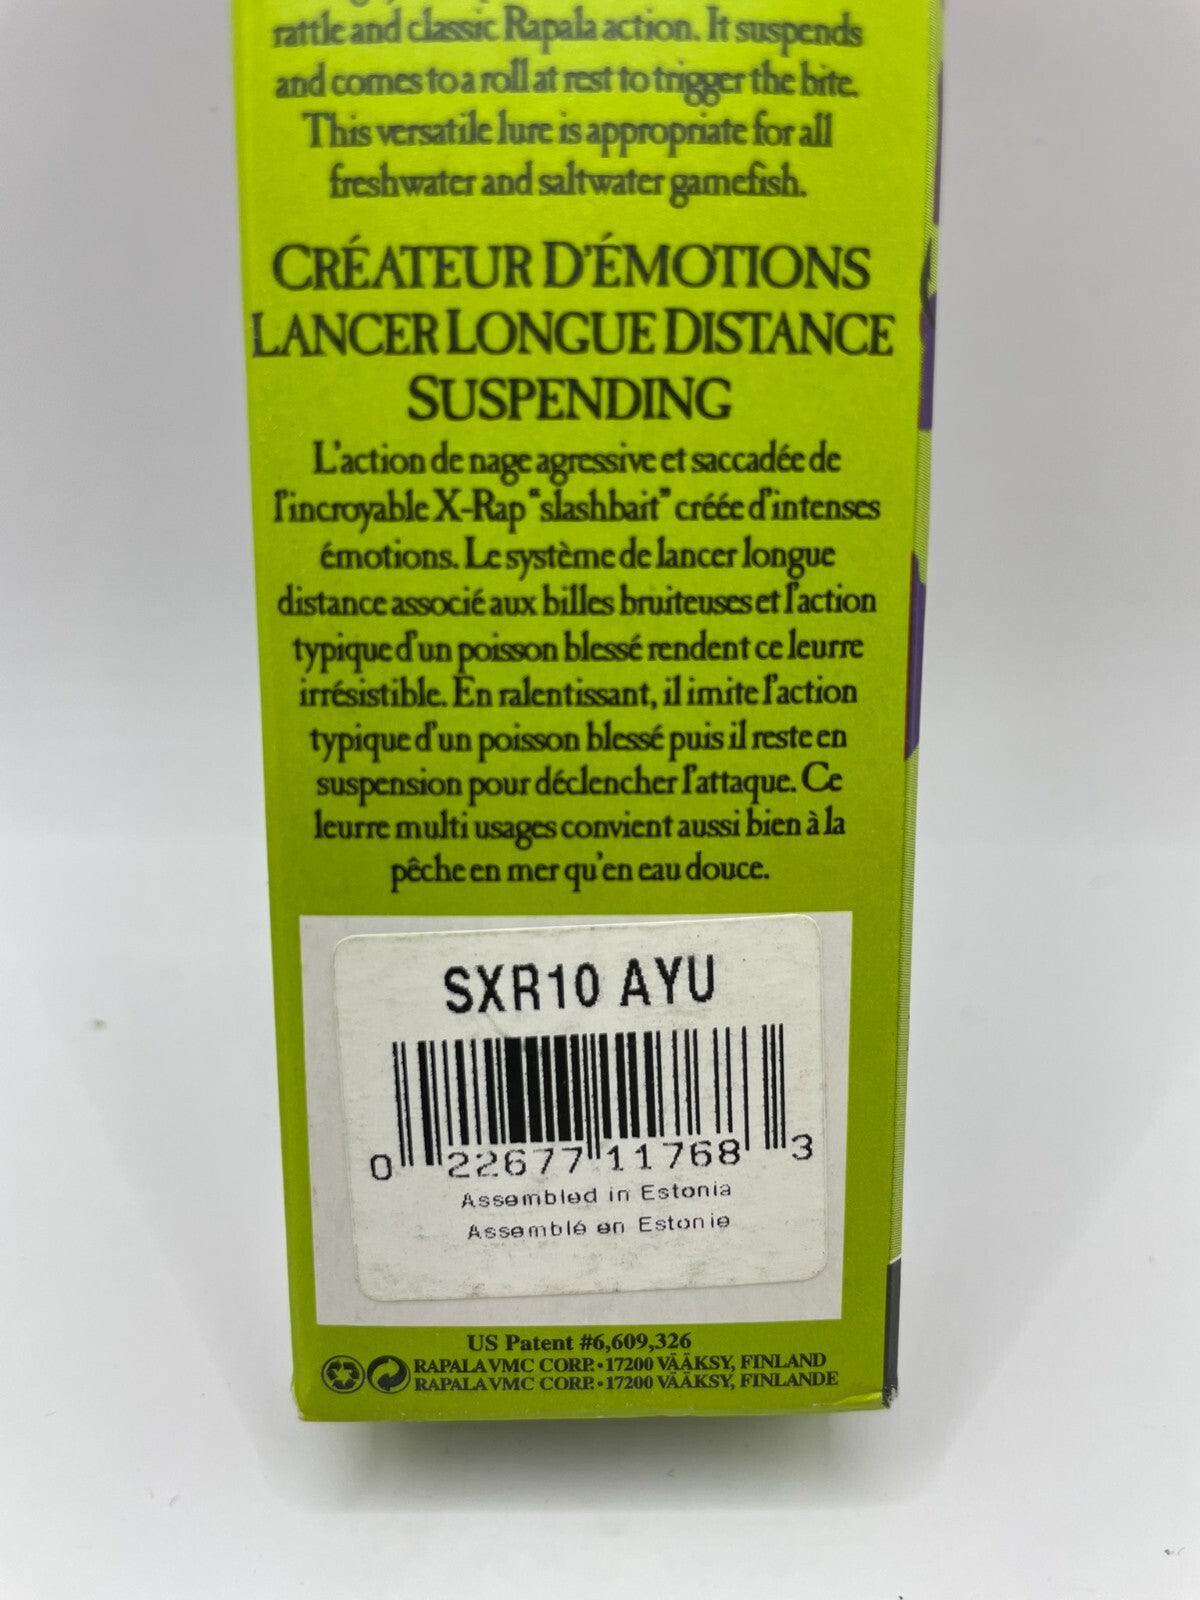 rattle and classic Rapala action. It suspends
and comes to a roll at rest to trigger the bite.
This versatile lure is appropriate for all
freshwater and saltwater gamefish.
CRÉATEUR D'ÉMOTIONS
LANCER LONGUE DISTANCE
SUSPENDING
L'action de nage agressive et saccadée de
l'incroyable X-Rap "slashbait" créée d'intenses
émotions. Le système de lancer longue
distance associé aux billes bruiteuses et l'action
typique d'un poisson blessé rendent ce leurre
irrésistible. En ralentissant, il imite l'action
typique d'un poisson blessé puis il reste en
suspension pour déclencher l'attaque. Ce
leurre multi usages convient aussi bien à la
pêche en mer qu'en eau douce.
SXR10 AYU
0 22677 11768 3
Assembled in Estonia
Assemblé en Estonie
US Patent #6,609,326
RAPALA VMC CORP. • 17200 VÄÄKSY, FINLAND
RAPALA VMC CORP. • 17200 VÄÄKSY, FINLANDE